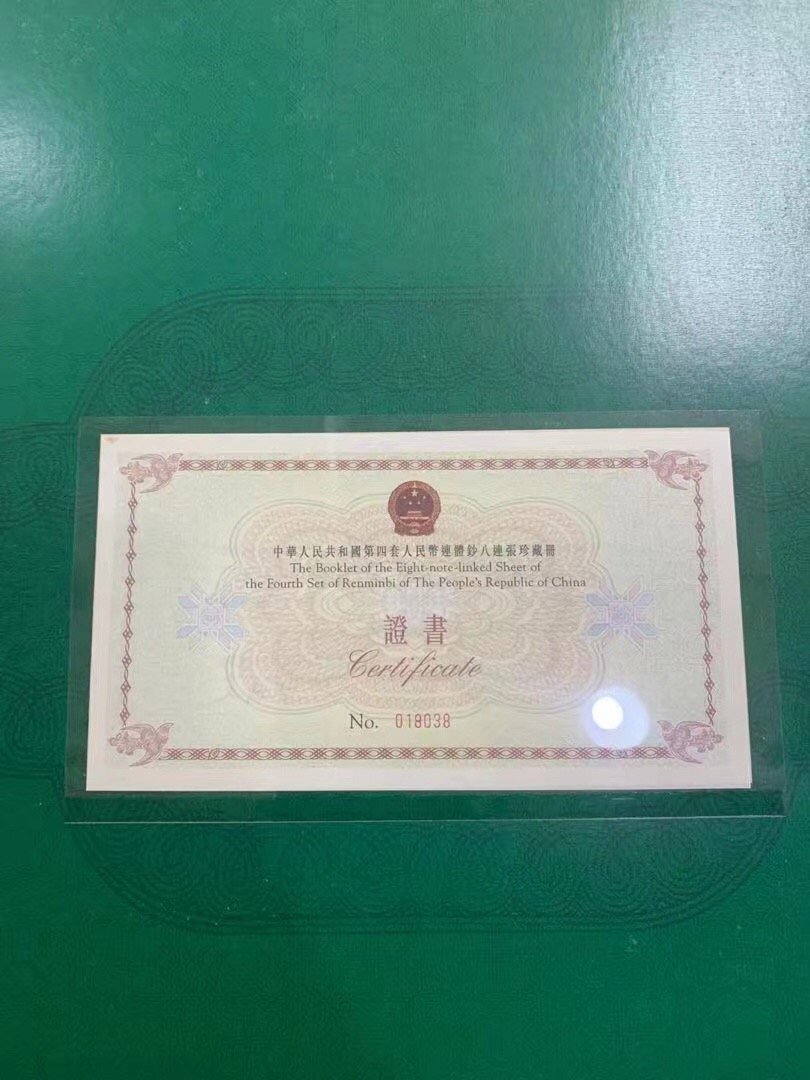 中華人民共和國第四套人民幣連體鈔八連張珍藏冊
The Booklet of the Eight-note-linked Sheet of
the Fourth Set of Renminbi of The People's Republic of China
證書
Certificate
No. 019038